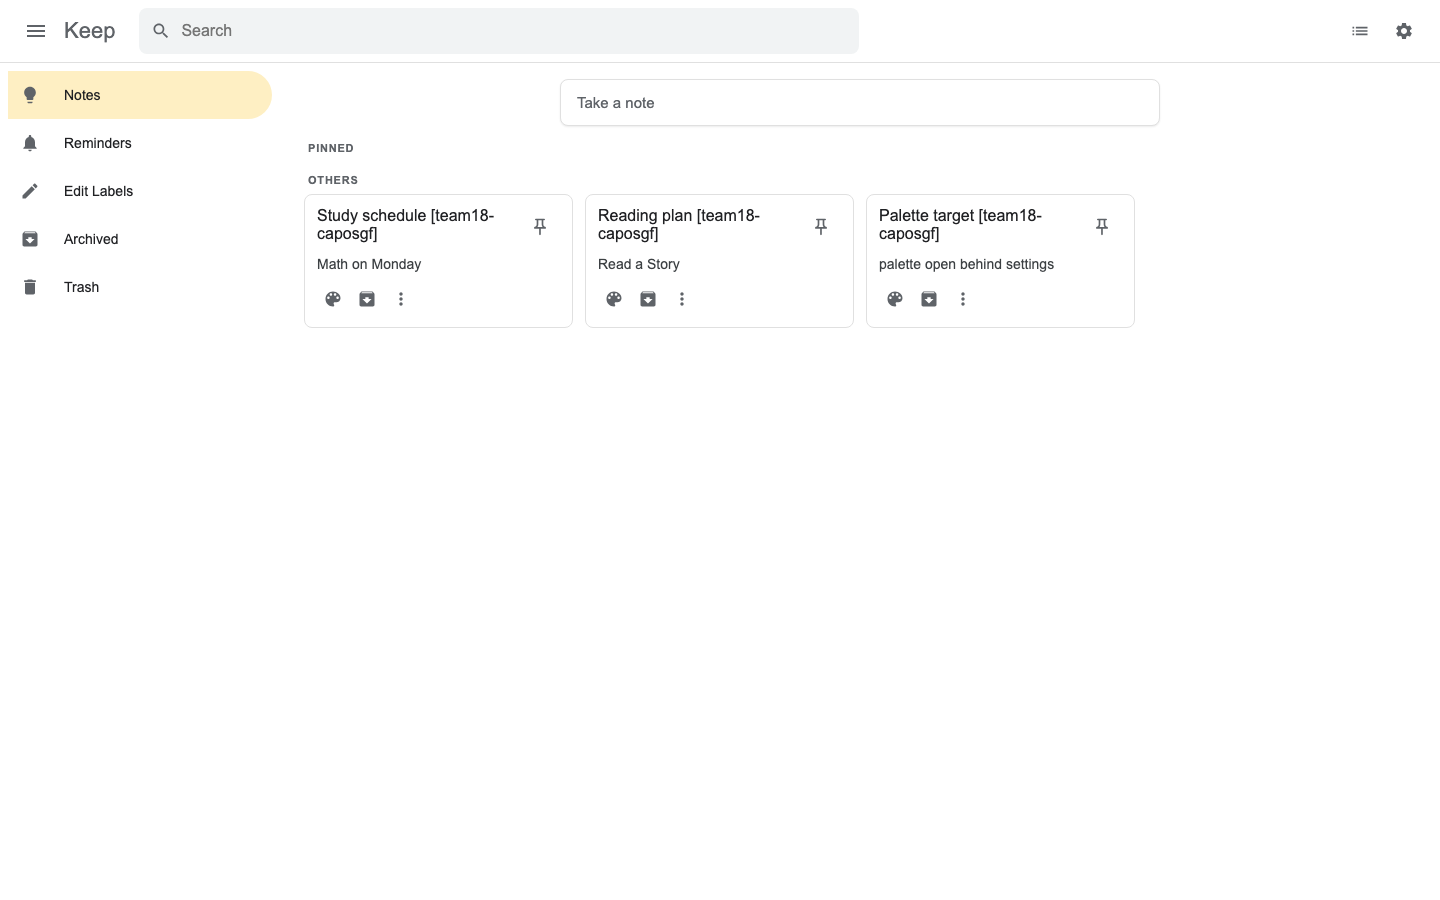 Keep
Search
Notes
Reminders
Edit Labels
Archived
Trash
Take a note
PINNED
OTHERS
Study schedule [team18-
caposgf]
Math on Monday
Reading plan [team18-
caposgf]
Read a Story
Palette target [team18-
caposgf]
palette open behind settings